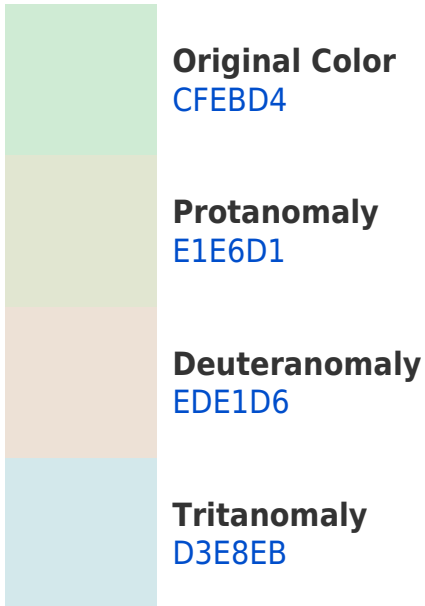 Original Color
CFEBD4
Protanomaly
E1E6D1
Deuteranomaly
EDE1D6
Tritanomaly
D3E8EB